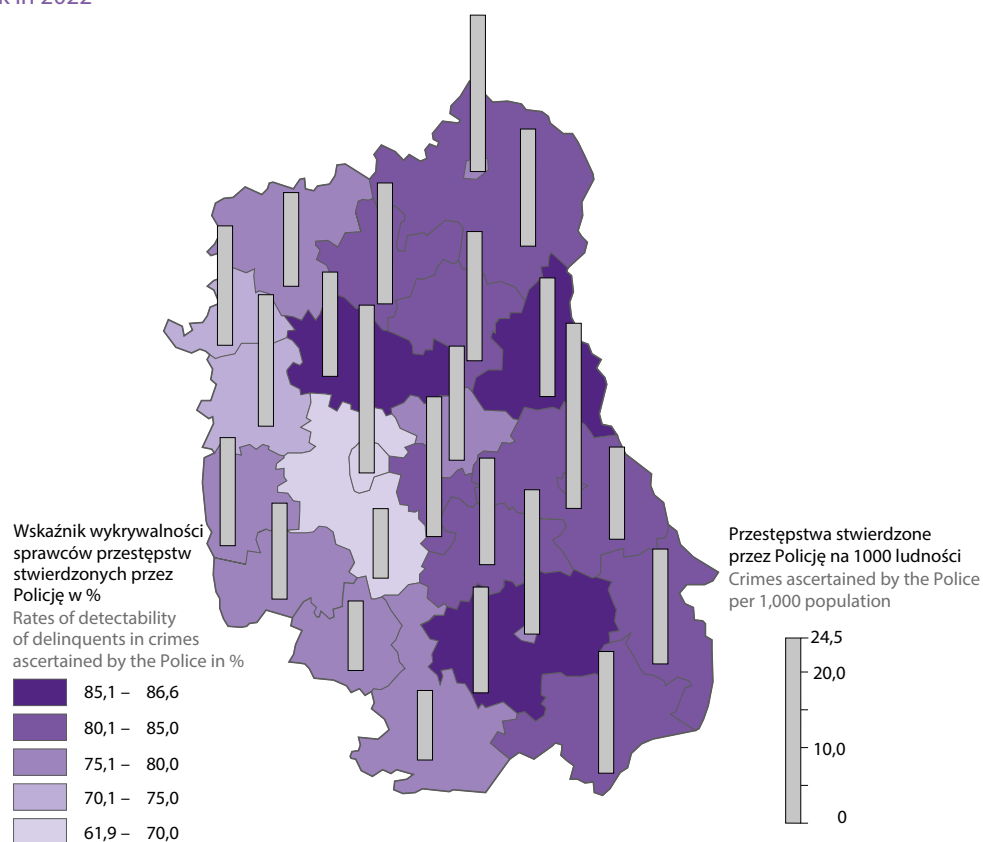 k in 2022
Wskaźnik wykrywalności
sprawców przestępstw
stwierdzonych przez
Policję w %
Rates of detectability
of delinquents in crimes
ascertained by the Police in %
85,1 – 86,6
80,1 – 85,0
75,1 – 80,0
70,1 – 75,0
61,9 – 70,0
Przestępstwa stwierdzone
przez Policję na 1000 ludności
Crimes ascertained by the Police
per 1,000 population
24,5
20,0
10,0
0